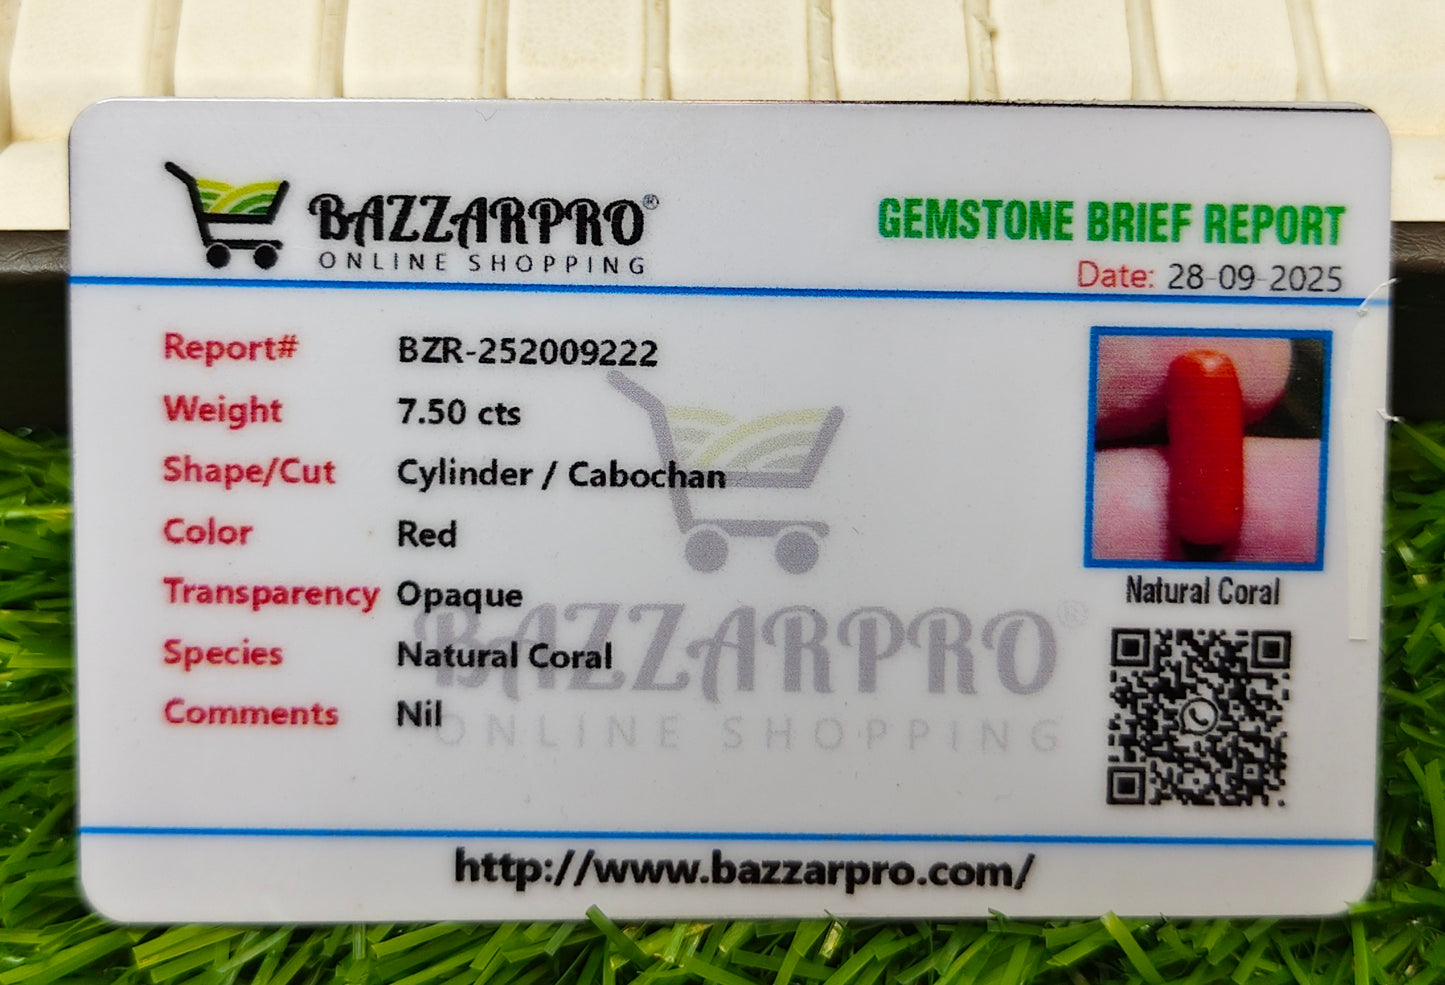 BAZZARPRO®
ONLINE SHOPPING
GEMSTONE BRIEF REPORT
Date: 28-09-2025
Report# BZR-252009222
Weight 7.50 cts
Shape/Cut Cylinder / Cabochan
Color Red
Transparency Opaque
Species Natural Coral
Comments Nil
Natural Coral
BAZZARPRO®
ONLINE SHOPPING
http://www.bazzarpro.com/